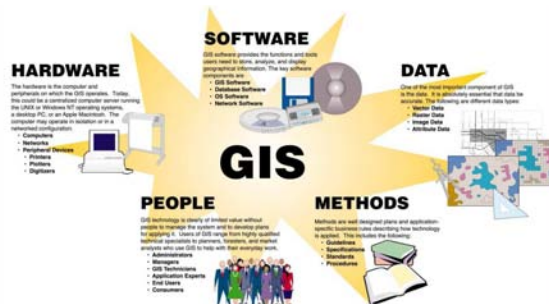 SOFTWARE
GIS software provides the functions and tools
users need to store, analyze, and display
geographical information. The key software
components are
• GIS Software
• Database Software
• OS Software
• Network Software
HARDWARE
The hardware is the computer and
peripherals on which the GIS operates. Today,
this could be a centralized computer server running
the UNIX or Windows NT operating systems,
a desktop PC, or an Apple Macintosh. The
computer may operate in isolation or in a
networked configuration.
• Computers
• Networks
• Peripheral Devices
• Printers
• Plotters
• Digitizers
DATA
One of the most important component of GIS
is the data. It is absolutely essential that data be
accurate. The following are different data types:
• Vector Data
• Raster Data
• Image Data
• Attribute Data
GIS
PEOPLE
GIS technology is clearly of limited value without
people to manage the system and to develop plans
for applying it. Users of GIS range from highly qualified
technical specialists to planners, foresters, and market
analysts who use GIS to help with their everyday work.
• Administrators
• Managers
• GIS Technicians
• Application Experts
• End Users
• Consumers
METHODS
Methods are well designed plans and application-
specific business rules describing how technology
is applied. This includes the following:
• Guidelines
• Specifications
• Standards
• Procedures